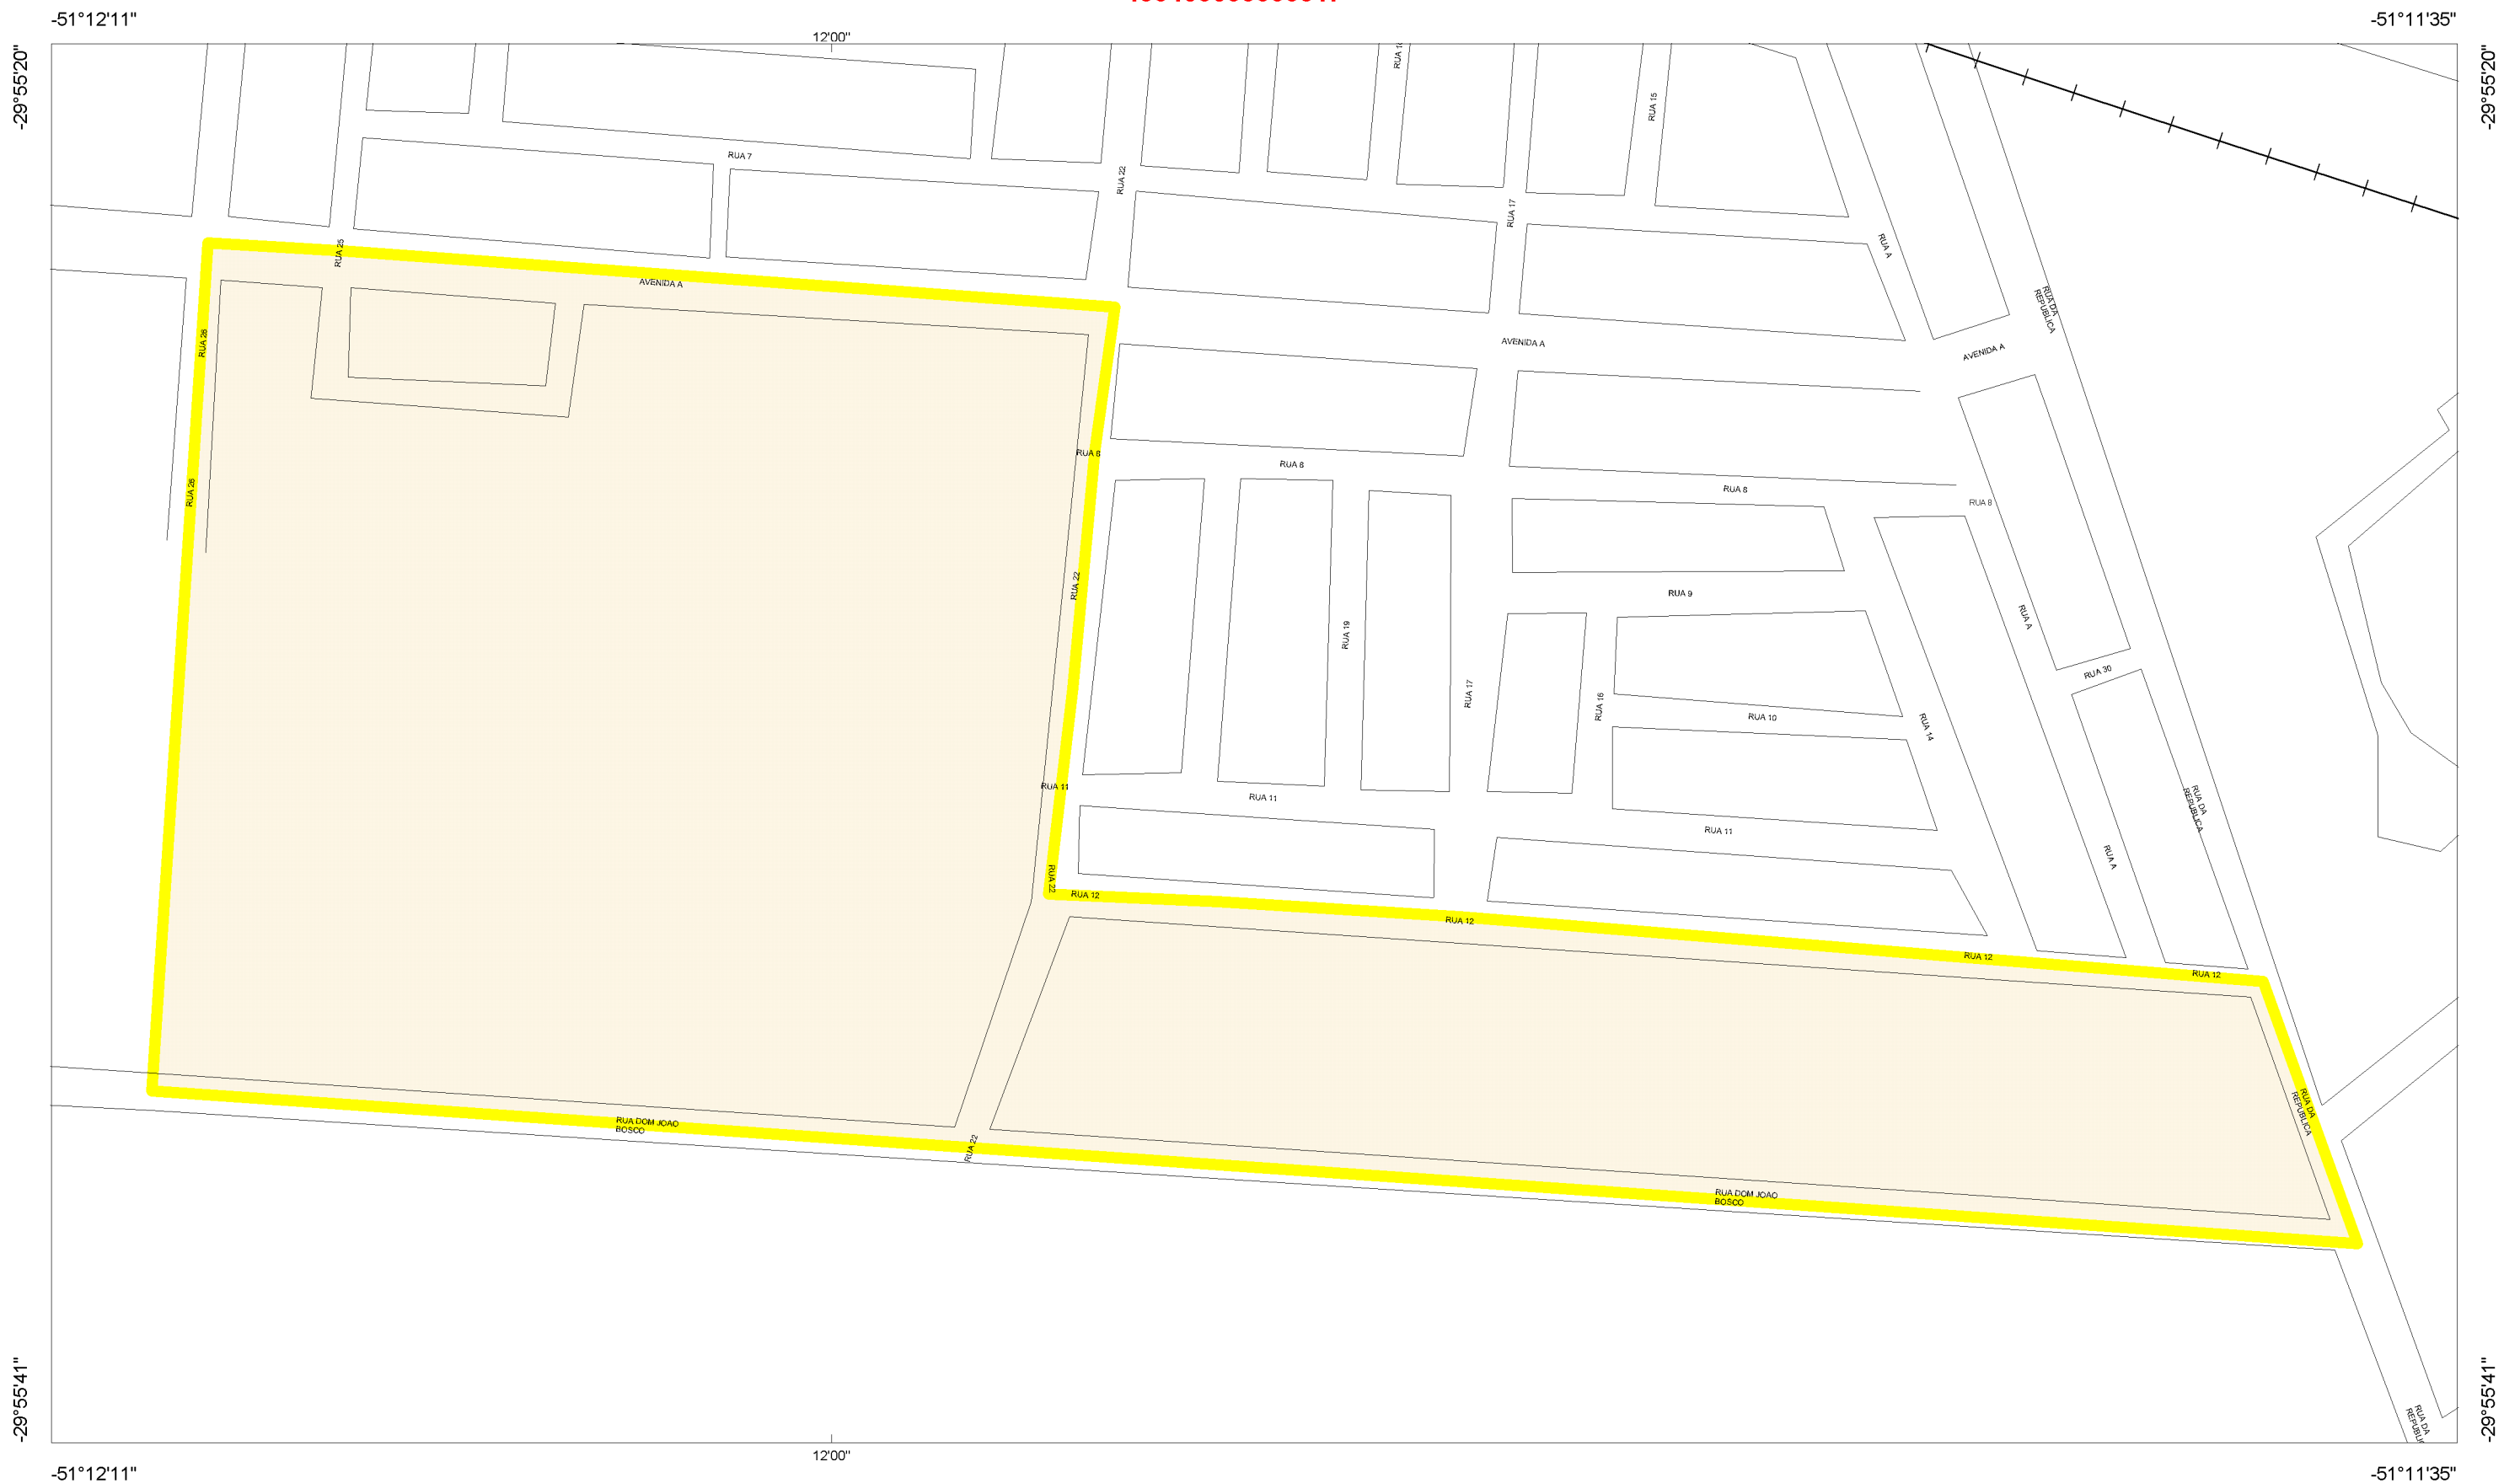 -51°12'11"
-51°11'35"
12'00"
-29°55'20"
-29°55'20"
RUA 15
RUA 7
RUA 22
RUA 17
RUA 25
RUA A
AVENIDA A
RUA DA
REPUBLICA
RUA 26
AVENIDA A
AVENIDA A
RUA 8
RUA 8
RUA 8
RUA 8
RUA 26
RUA 22
RUA 9
RUA A
RUA 19
RUA 30
RUA 17
RUA 16
RUA 10
RUA 14
RUA 11
RUA 11
RUA DA
REPUBLICA
RUA 11
RUA A
RUA 22
RUA 12
RUA 12
RUA 12
RUA 12
RUA DA
REPUBLICA
RUA DOM JOAO
BOSCO
RUA 22
RUA DOM JOAO
BOSCO
-29°55'41"
-29°55'41"
RUA DA
12'00"
-51°12'11"
-51°11'35"